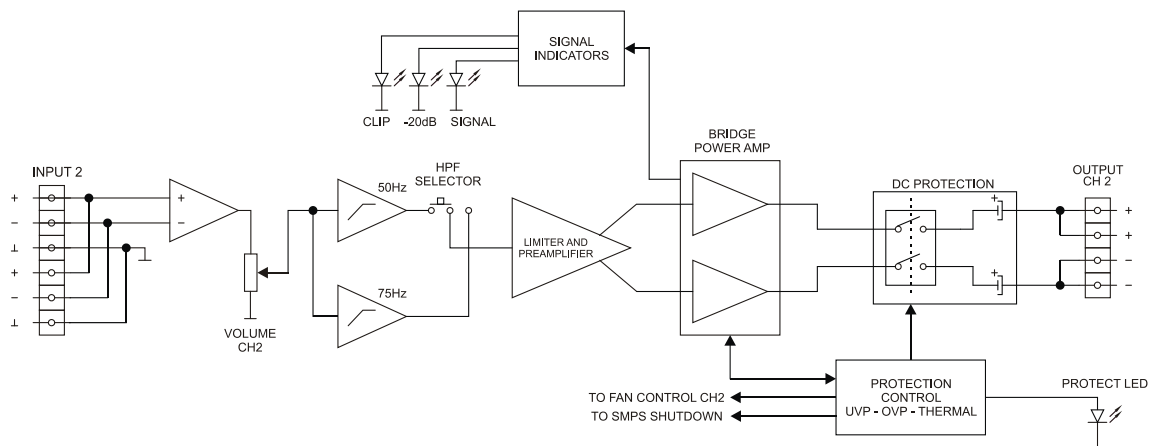 SIGNAL
INDICATORS
CLIP
-20dB
SIGNAL
BRIDGE
POWER AMP
INPUT 2
+
−
⊥
+
−
⊥
+
−
VOLUME
CH2
50Hz
75Hz
HPF
SELECTOR
LIMITER AND
PREAMPLIFIER
DC PROTECTION
+
+
OUTPUT
CH 2
+
+
−
−
TO FAN CONTROL CH2
TO SMPS SHUTDOWN
PROTECTION
CONTROL
UVP - OVP - THERMAL
PROTECT LED